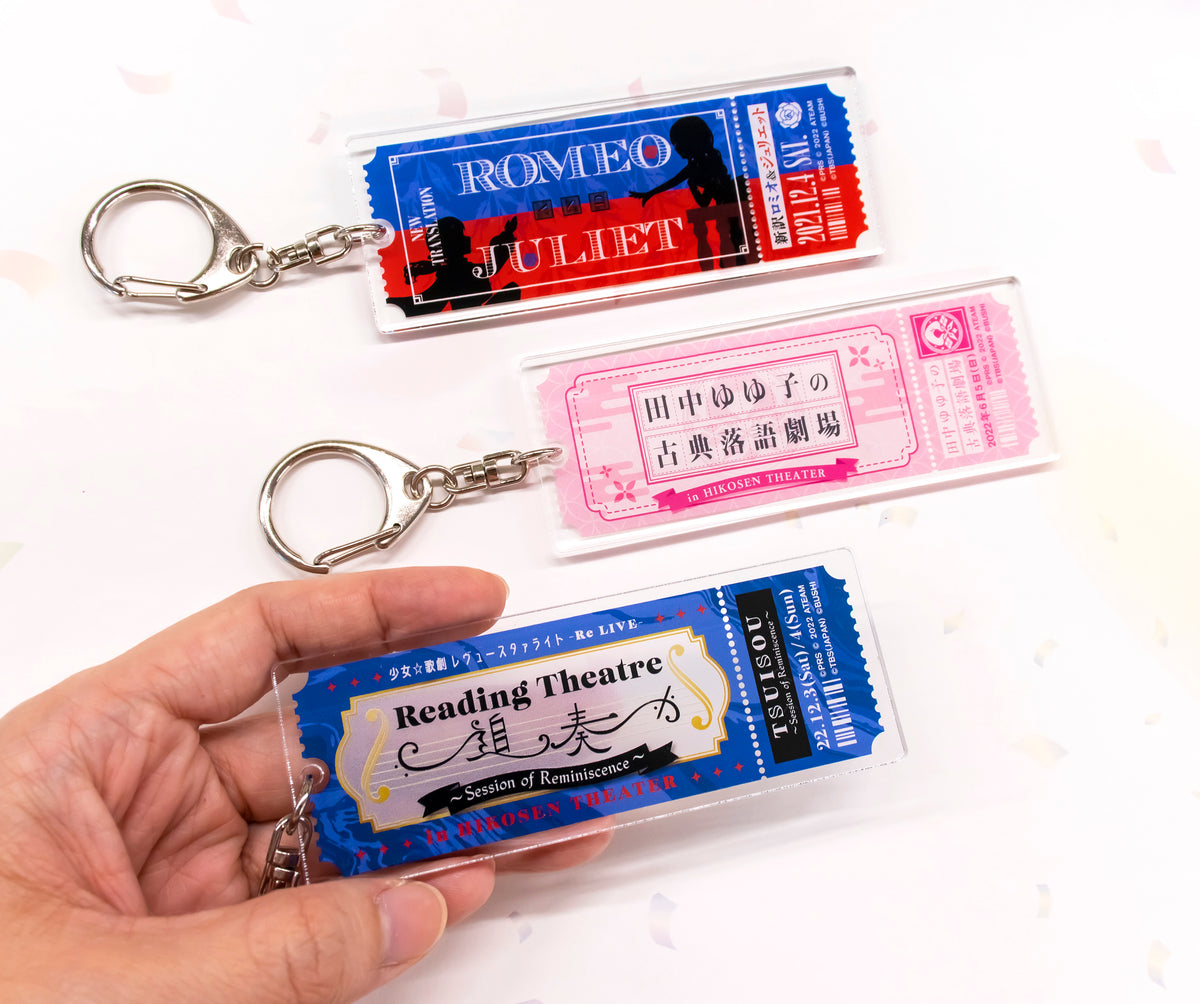 NEW
TRANSLATION
ROMEO
AND
JULIET
新訳ロミオ&ジュリエット
2021.12.4 SAT.
©PRS © 2022 ATEAM
©TBS(JAPAN) ©BUSHI
田中ゆゆ子の
古典落語劇場
in HIKOSEN THEATER
田中ゆゆ子の
古典落語劇場
2022年6月5日(日)
©PRS © 2022 ATEAM
©TBS(JAPAN) ©BUSHI
少女☆歌劇 レヴュースタァライト -Re LIVE-
Reading Theatre
追奏
~Session of Reminiscence~
in HIKOSEN THEATER
TSUISOU
~Session of Reminiscence~
22.12.3(Sat)/4(Sun)
©PRS © 2022 ATEAM
©TBS(JAPAN) ©BUSHI